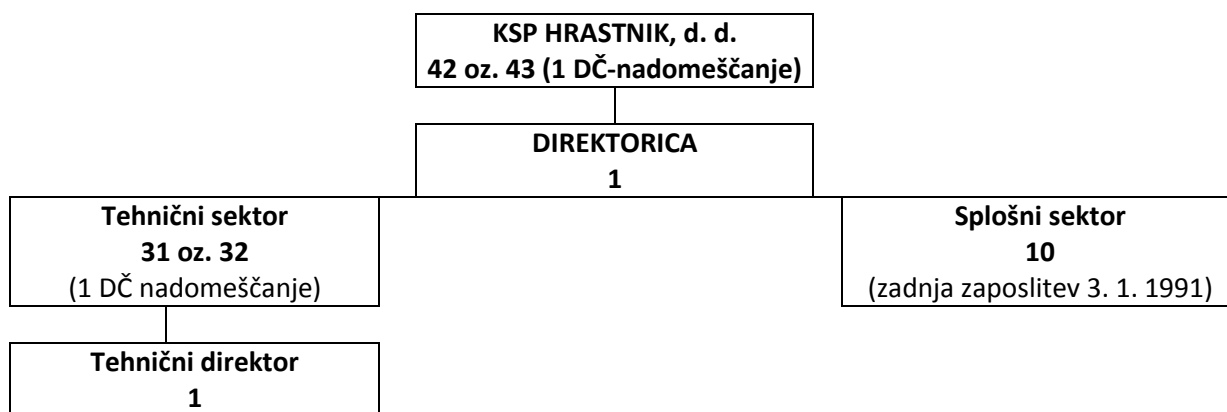 KSP HRASTNIK, d. d.
42 oz. 43 (1 DČ-nadomeščanje)
DIREKTORICA
1
Tehnični sektor
31 oz. 32
(1 DČ nadomeščanje)
Splošni sektor
10
(zadnja zaposlitev 3. 1. 1991)
Tehnični direktor
1